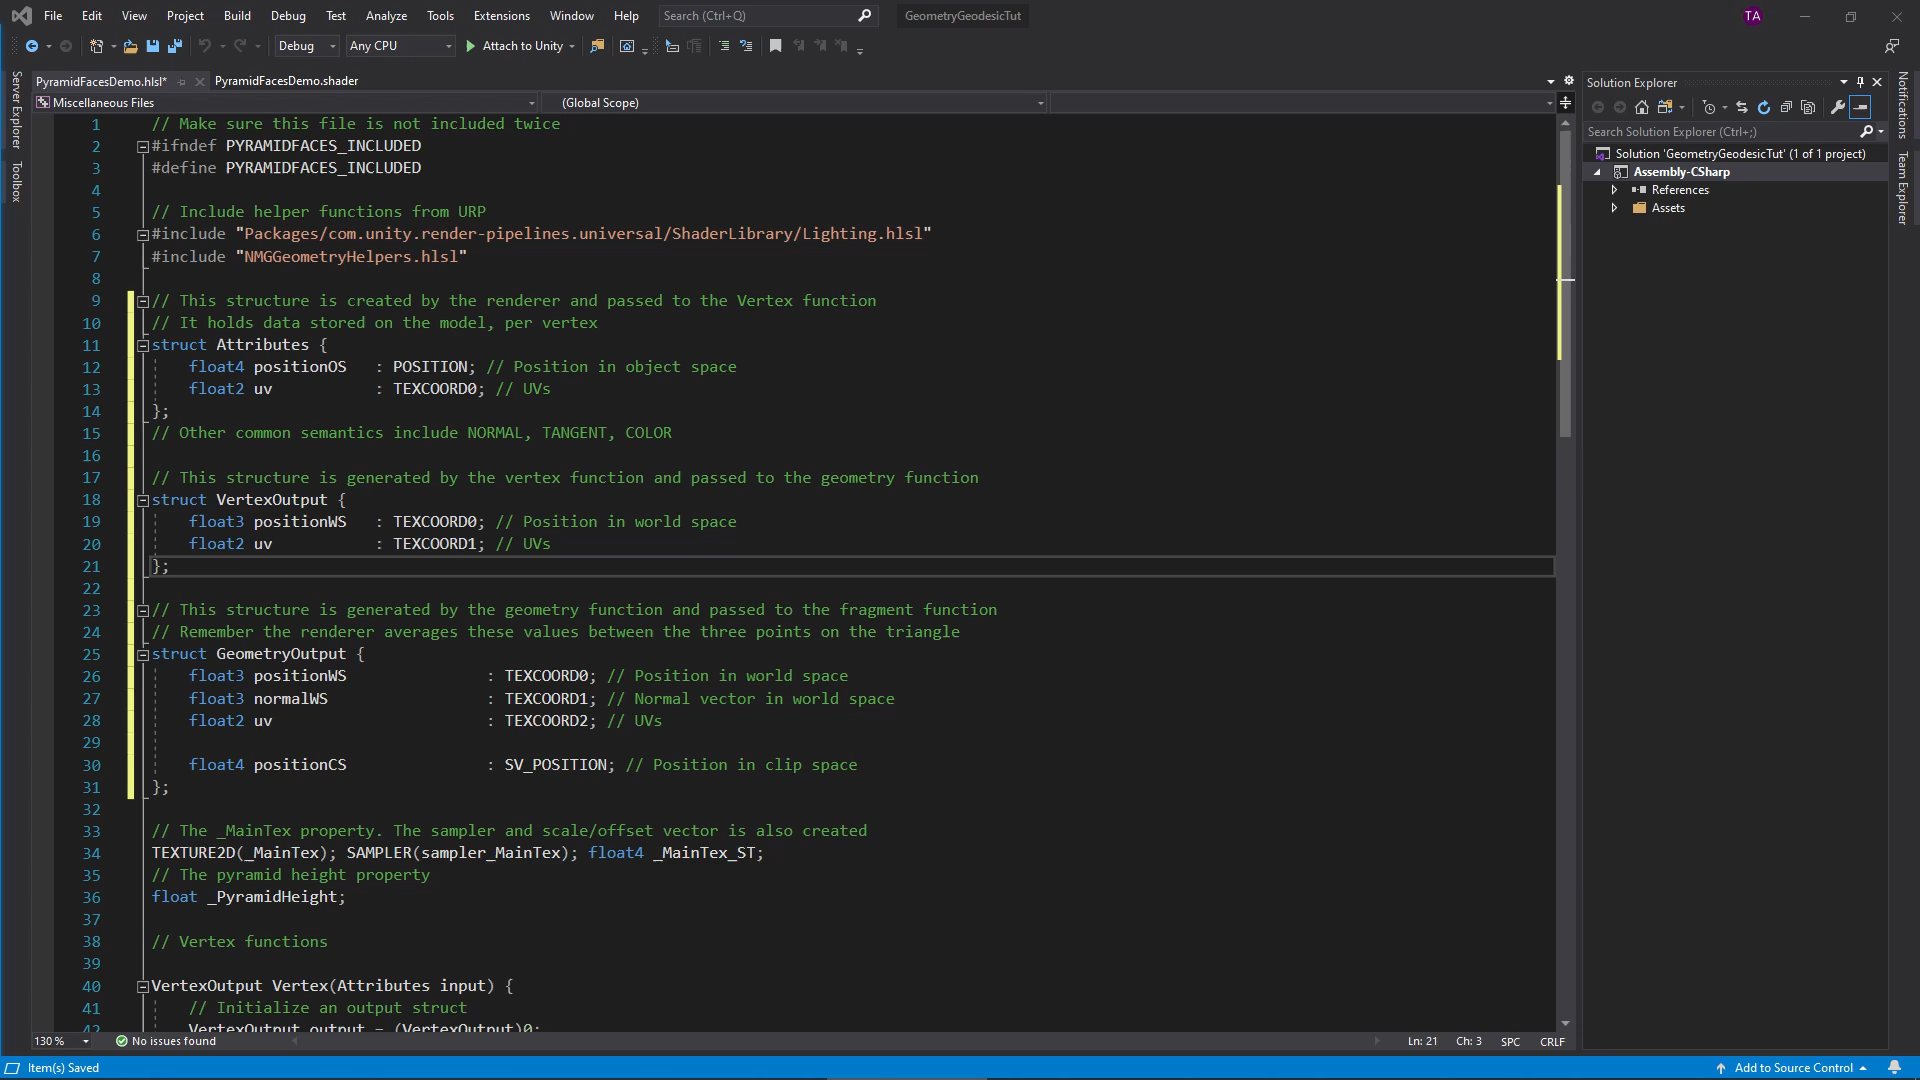 File Edit View Project Build Debug Test Analyze Tools Extensions Window Help Search (Ctrl+Q) GeometryGeodesicTut TA
Debug Any CPU Attach to Unity
PyramidFacesDemo.hlsl* PyramidFacesDemo.shader
Miscellaneous Files (Global Scope)
Server Explorer
Toolbox
1 // Make sure this file is not included twice
2 #ifndef PYRAMIDFACES_INCLUDED
3 #define PYRAMIDFACES_INCLUDED
4
5 // Include helper functions from URP
6 #include "Packages/com.unity.render-pipelines.universal/ShaderLibrary/Lighting.hlsl"
7 #include "NMGGeometryHelpers.hlsl"
8
9 // This structure is created by the renderer and passed to the Vertex function
10 // It holds data stored on the model, per vertex
11 struct Attributes {
12 float4 positionOS : POSITION; // Position in object space
13 float2 uv : TEXCOORD0; // UVs
14 };
15 // Other common semantics include NORMAL, TANGENT, COLOR
16
17 // This structure is generated by the vertex function and passed to the geometry function
18 struct VertexOutput {
19 float3 positionWS : TEXCOORD0; // Position in world space
20 float2 uv : TEXCOORD1; // UVs
21 };
22
23 // This structure is generated by the geometry function and passed to the fragment function
24 // Remember the renderer averages these values between the three points on the triangle
25 struct GeometryOutput {
26 float3 positionWS : TEXCOORD0; // Position in world space
27 float3 normalWS : TEXCOORD1; // Normal vector in world space
28 float2 uv : TEXCOORD2; // UVs
29
30 float4 positionCS : SV_POSITION; // Position in clip space
31 };
32
33 // The _MainTex property. The sampler and scale/offset vector is also created
34 TEXTURE2D(_MainTex); SAMPLER(sampler_MainTex); float4 _MainTex_ST;
35 // The pyramid height property
36 float _PyramidHeight;
37
38 // Vertex functions
39
40 VertexOutput Vertex(Attributes input) {
41 // Initialize an output struct
42 VertexOutput output = (VertexOutput)0;
130 % No issues found Ln: 21 Ch: 3 SPC CRLF
Solution Explorer
Search Solution Explorer (Ctrl+;)
Solution 'GeometryGeodesicTut' (1 of 1 project)
Assembly-CSharp
References
Assets
Notifications
Team Explorer
Item(s) Saved Add to Source Control